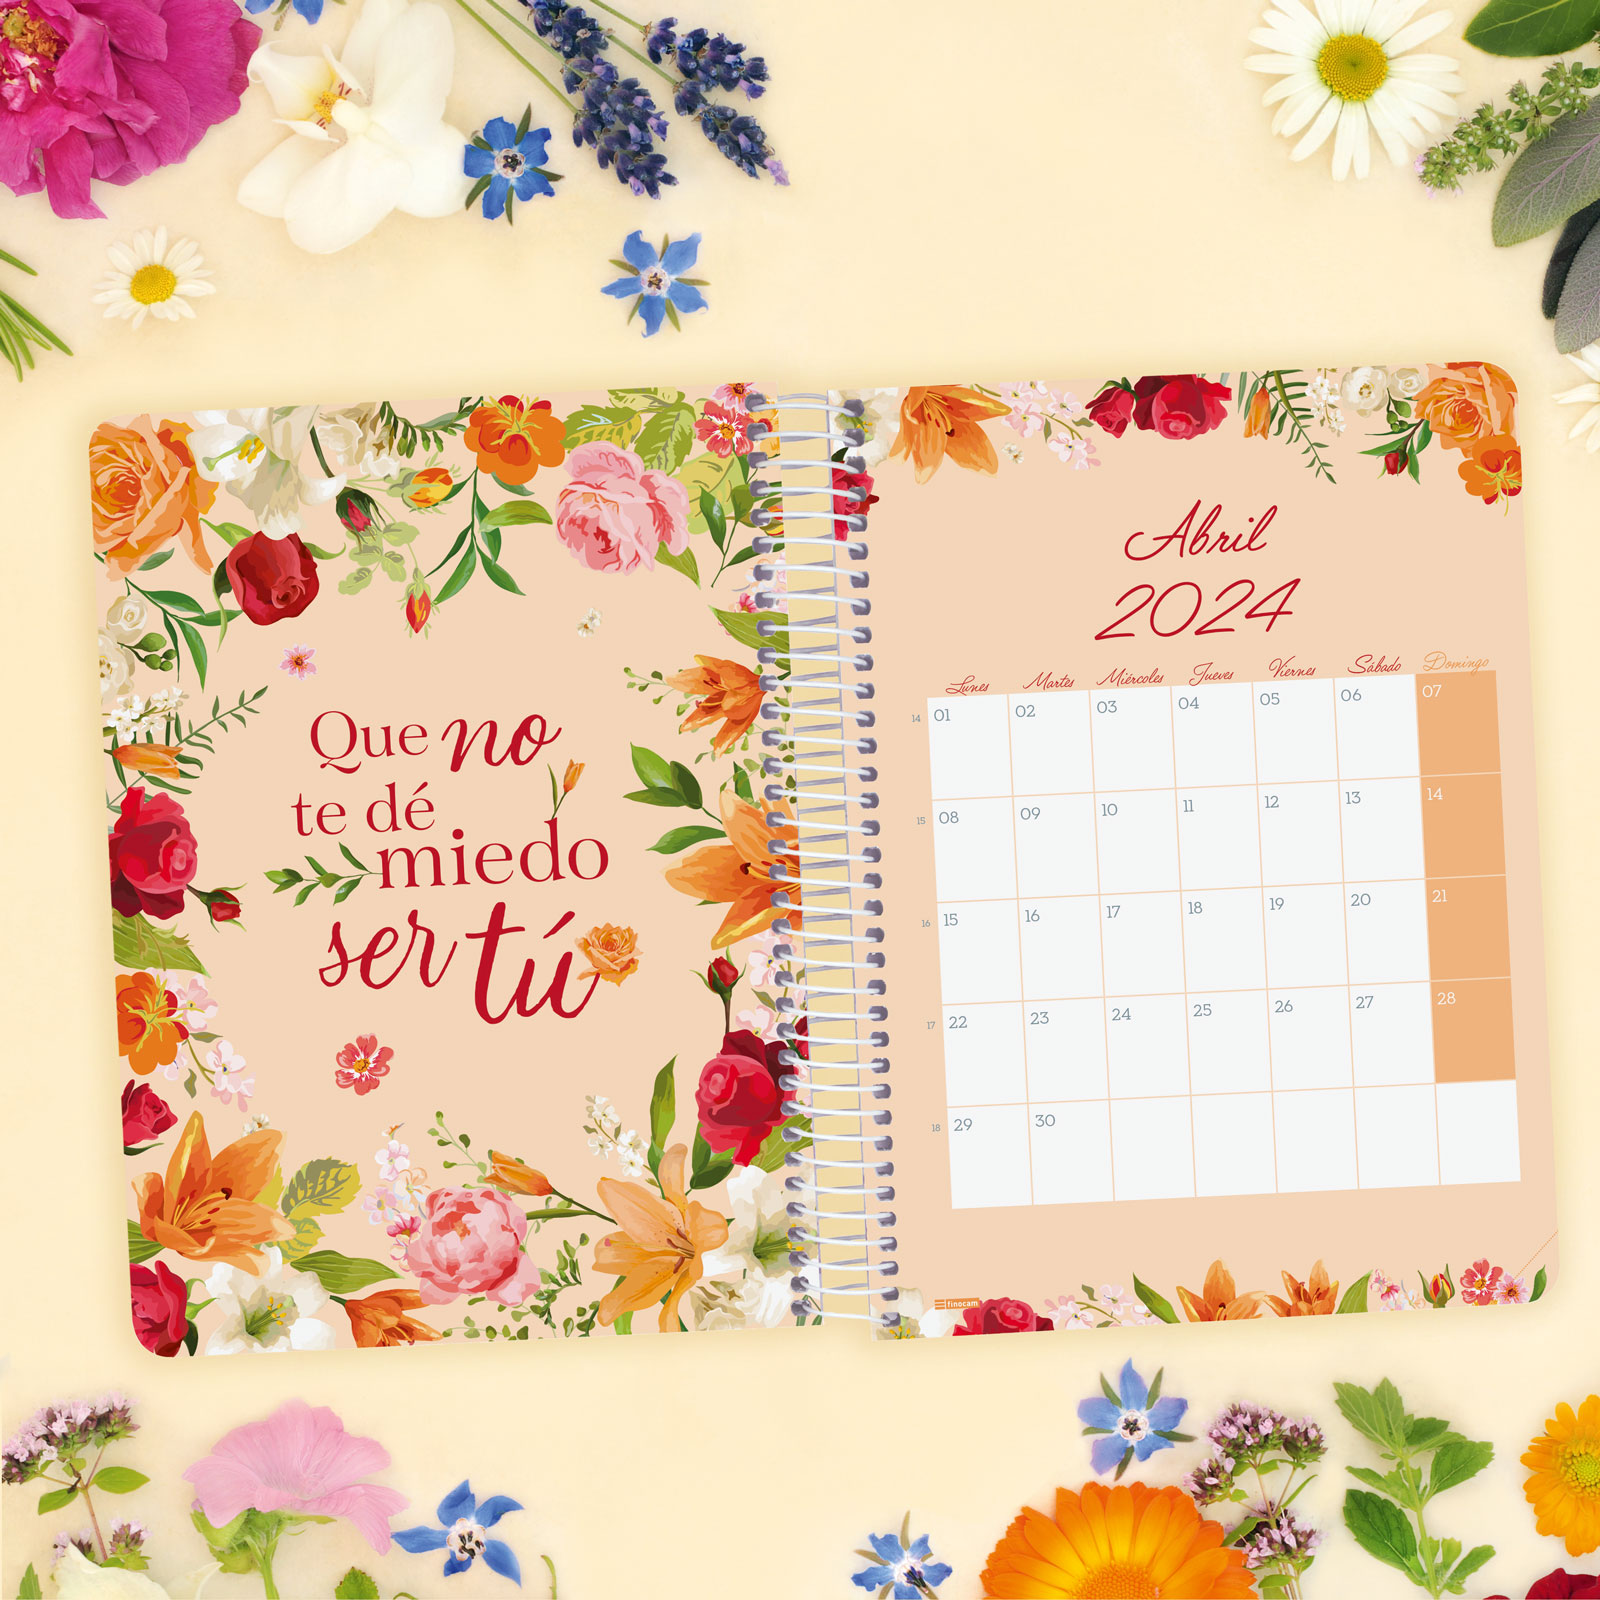 Que no
te dé
miedo
ser tú
Abril
2024
Lunes Martes Miércoles Jueves Viernes Sábado Domingo
14 01 02 03 04 05 06 07
15 08 09 10 11 12 13 14
16 15 16 17 18 19 20 21
17 22 23 24 25 26 27 28
18 29 30
finocam